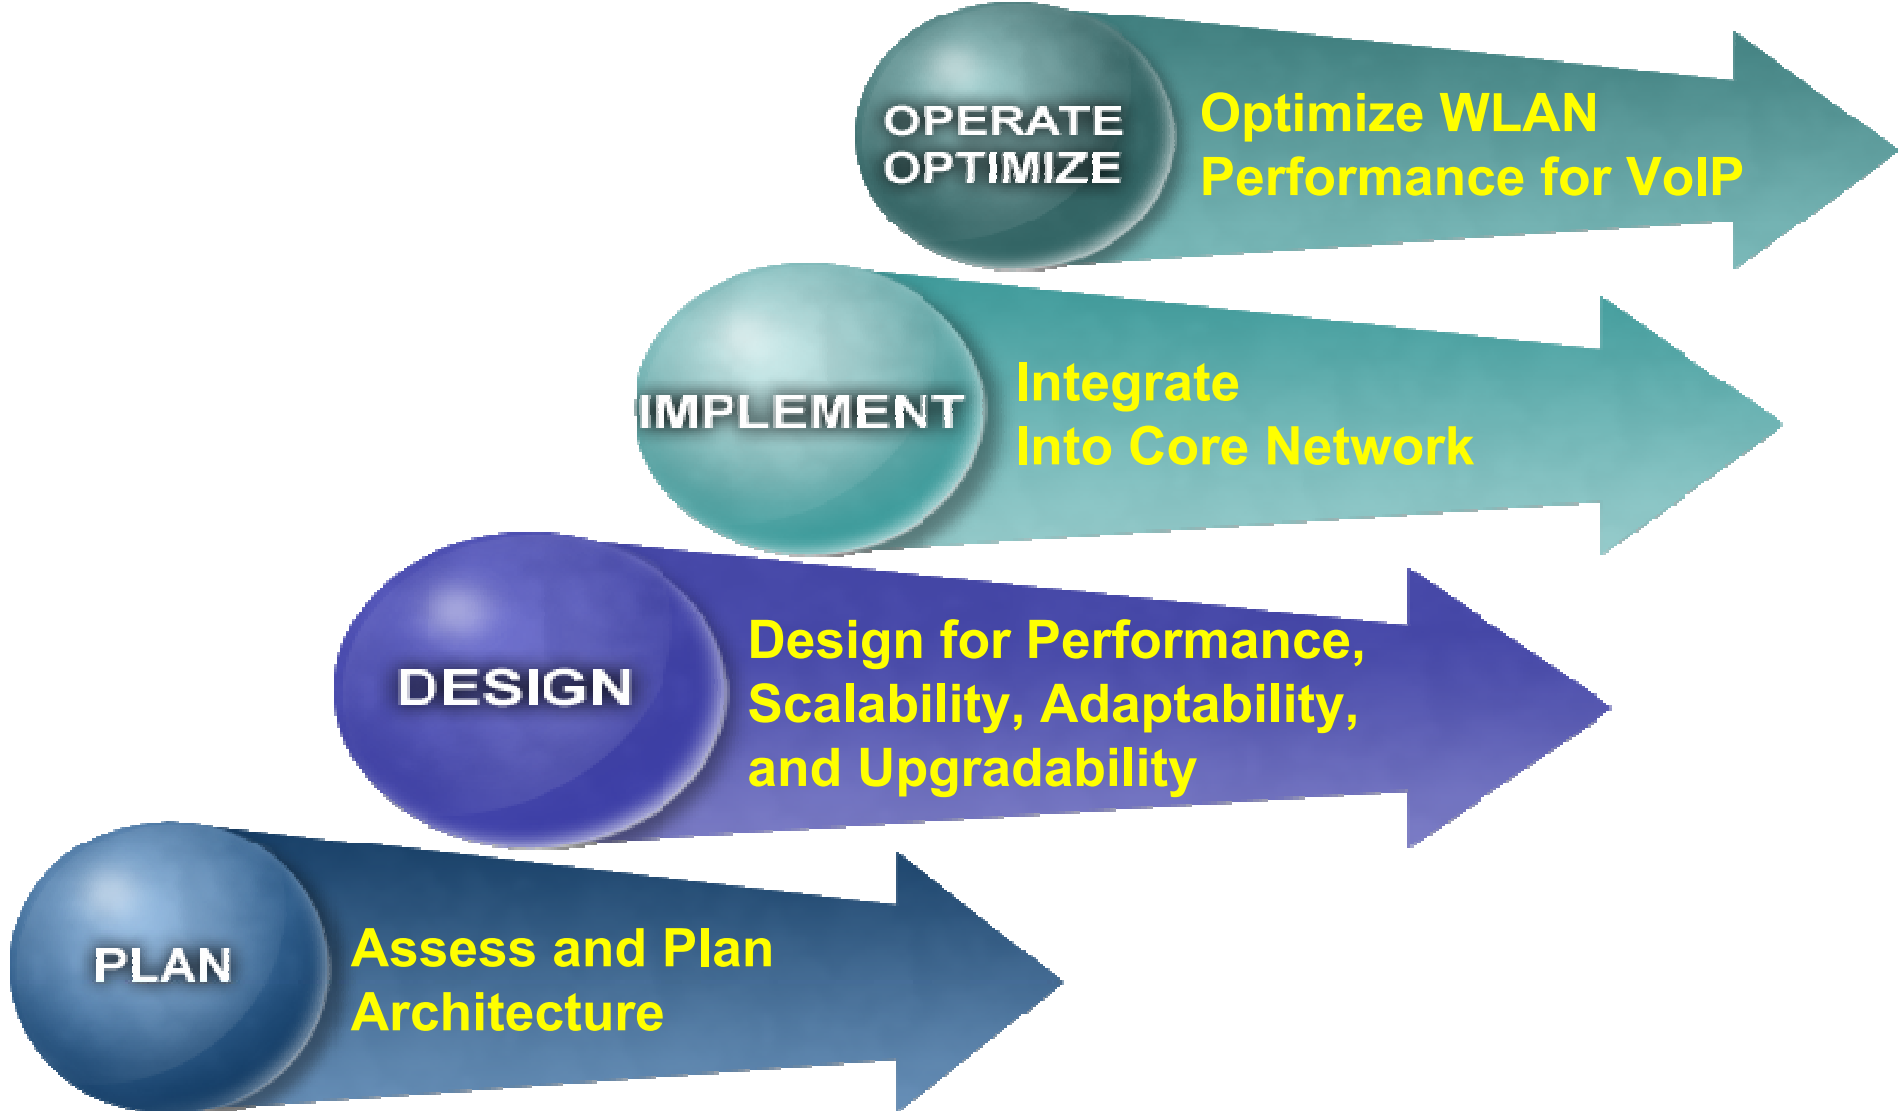 OPERATE
OPTIMIZE
Optimize WLAN
Performance for VoIP
IMPLEMENT
Integrate
Into Core Network
DESIGN
Design for Performance,
Scalability, Adaptability,
and Upgradability
PLAN
Assess and Plan
Architecture